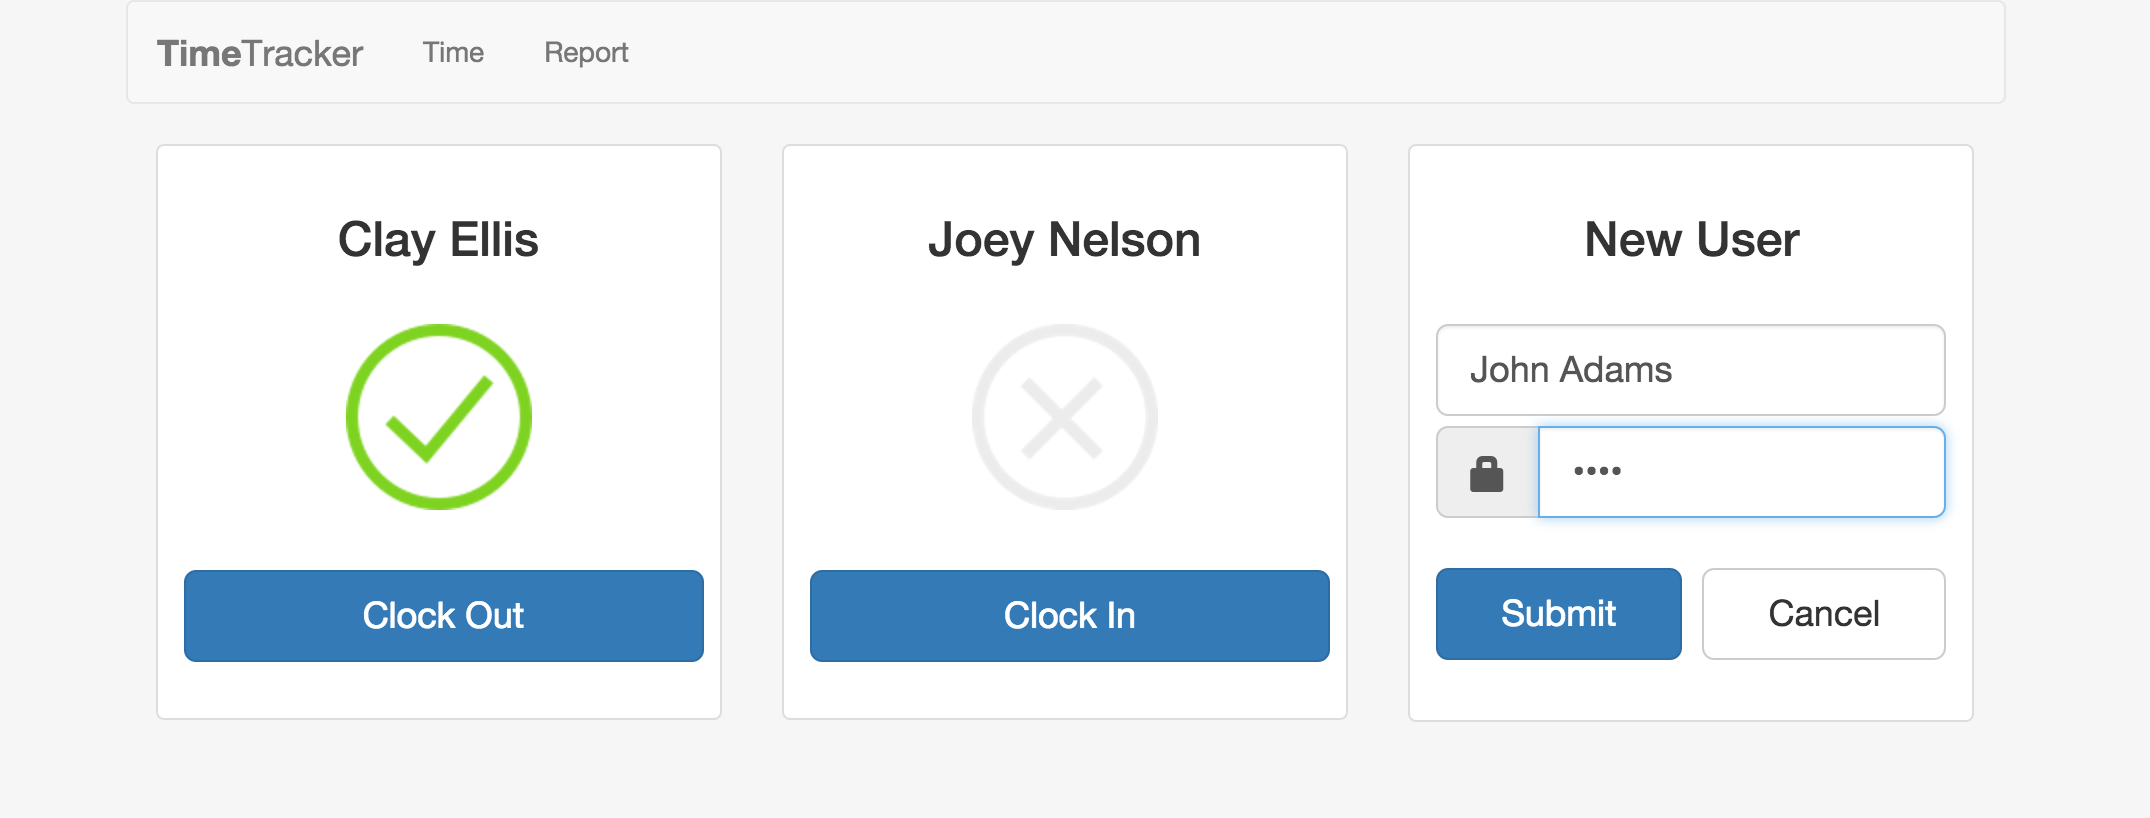 TimeTracker Time Report
Clay Ellis
Clock Out
Joey Nelson
Clock In
New User
John Adams
••••
Submit Cancel